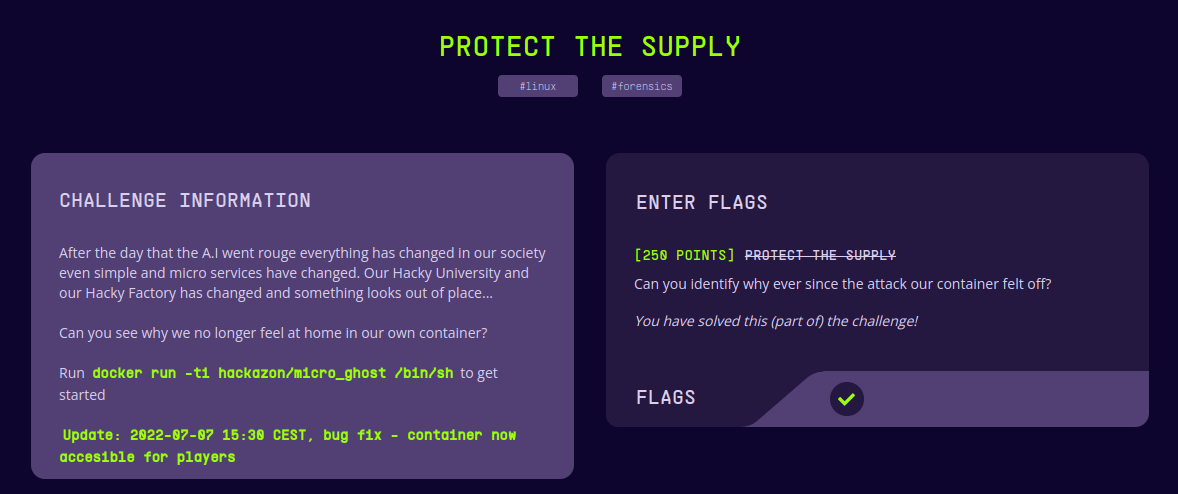 PROTECT THE SUPPLY
#linux #forensics
CHALLENGE INFORMATION
After the day that the A.I went rouge everything has changed in our society
even simple and micro services have changed. Our Hacky University and
our Hacky Factory has changed and something looks out of place...
Can you see why we no longer feel at home in our own container?
Run docker run -ti hackazon/micro_ghost /bin/sh to get
started
Update: 2022-07-07 15:30 CEST, bug fix - container now
accesible for players
ENTER FLAGS
[250 POINTS] PROTECT THE SUPPLY
Can you identify why ever since the attack our container felt off?
You have solved this (part of) the challenge!
FLAGS